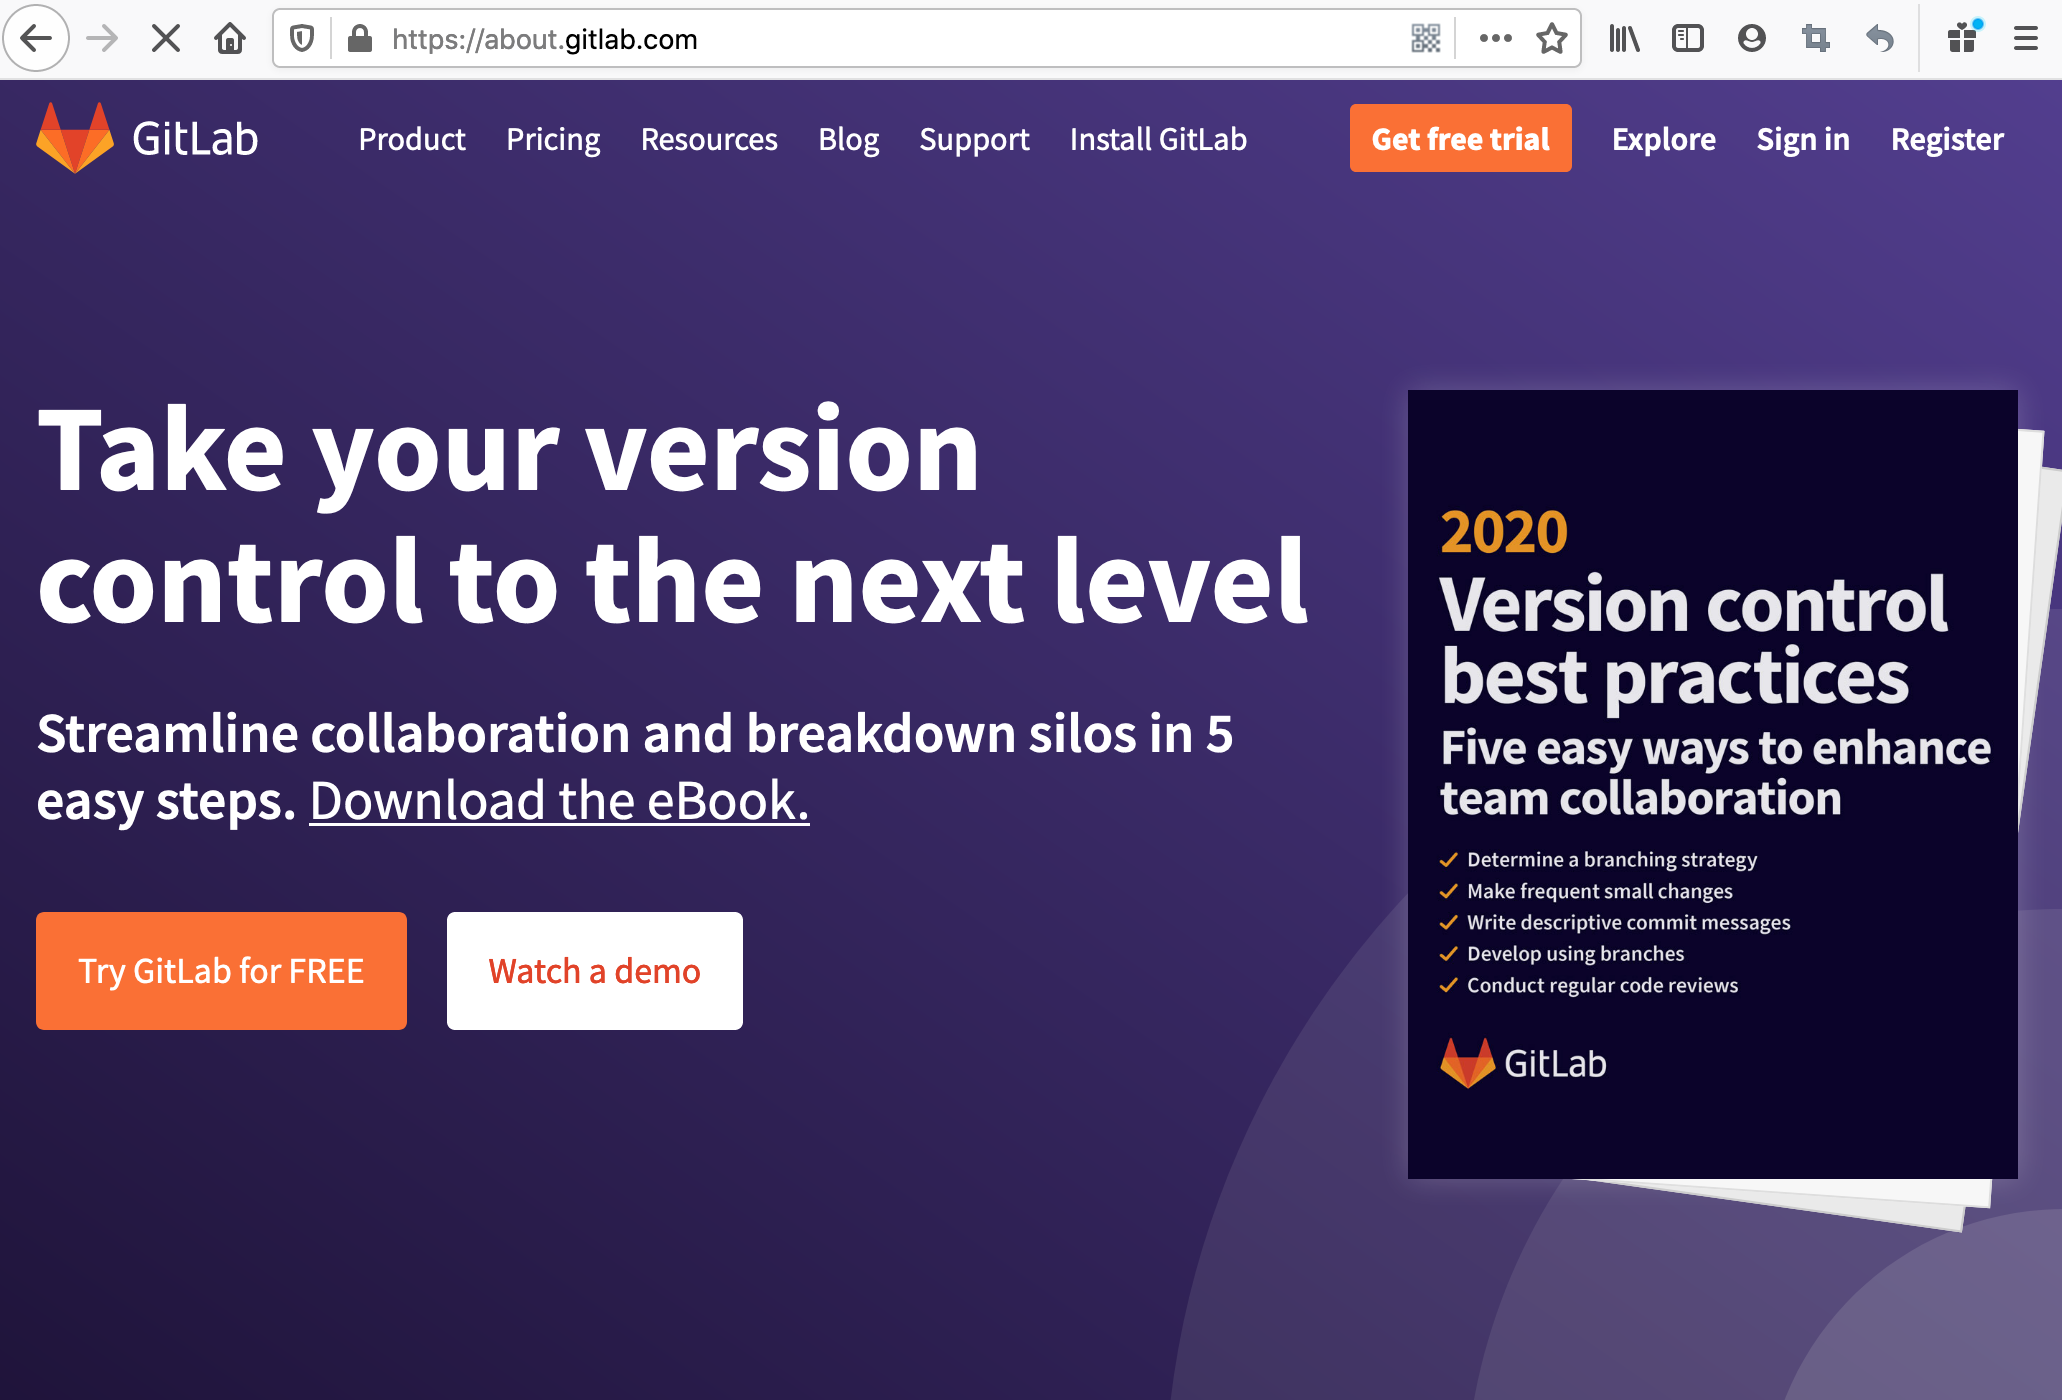 https://about.gitlab.com
GitLab Product Pricing Resources Blog Support Install GitLab Get free trial Explore Sign in Register
Take your version
control to the next level
Streamline collaboration and breakdown silos in 5
easy steps. Download the eBook.
Try GitLab for FREE Watch a demo
2020
Version control
best practices
Five easy ways to enhance
team collaboration
Determine a branching strategy
Make frequent small changes
Write descriptive commit messages
Develop using branches
Conduct regular code reviews
GitLab